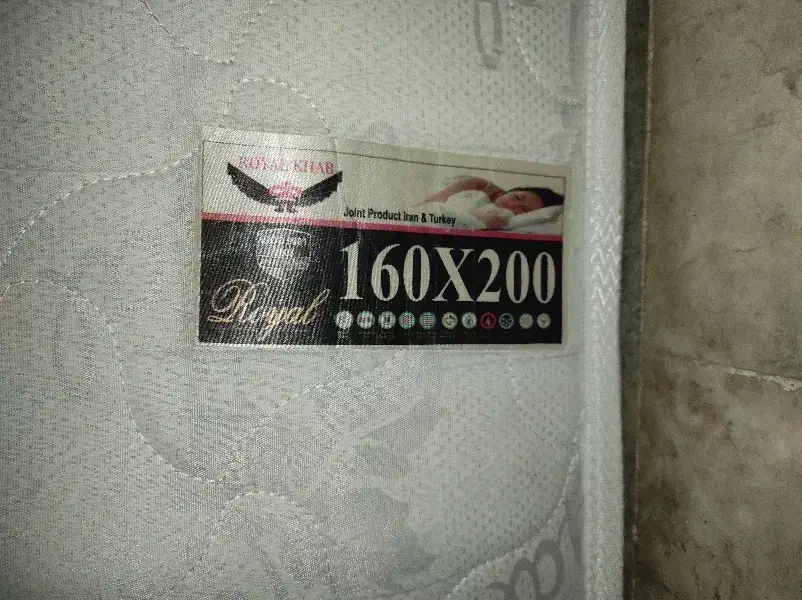 ROYAL KHAB
Joint Product Iran & Turkey
160X200
Royal